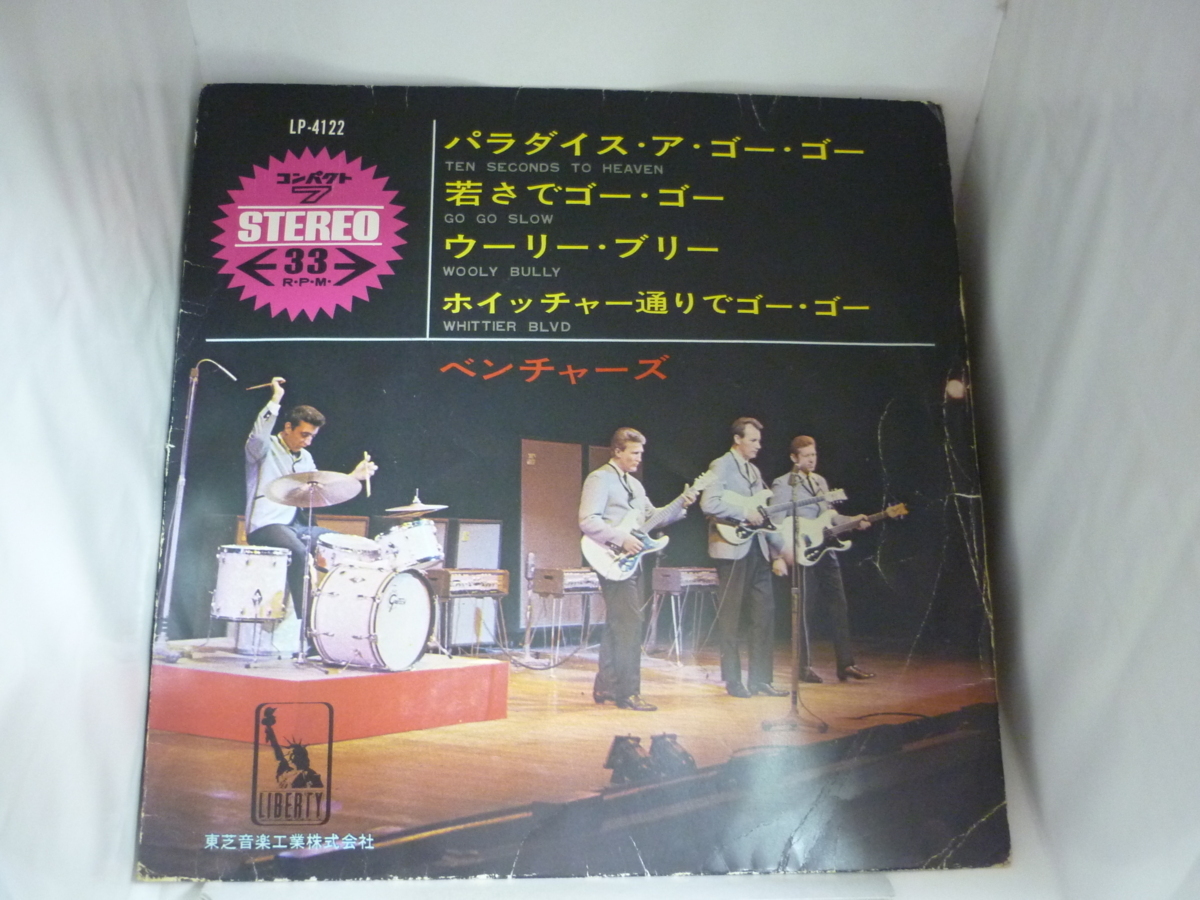 LP-4122
コンパクト
7
STEREO
33
R・P・M・
パラダイス・ア・ゴー・ゴー
TEN SECONDS TO HEAVEN
若さでゴー・ゴー
GO GO SLOW
ウーリー・ブリー
WOOLY BULLY
ホイッチャー通りでゴー・ゴー
WHITTIER BLVD
ベンチャーズ
Gretsch
LIBERTY
東芝音楽工業株式会社